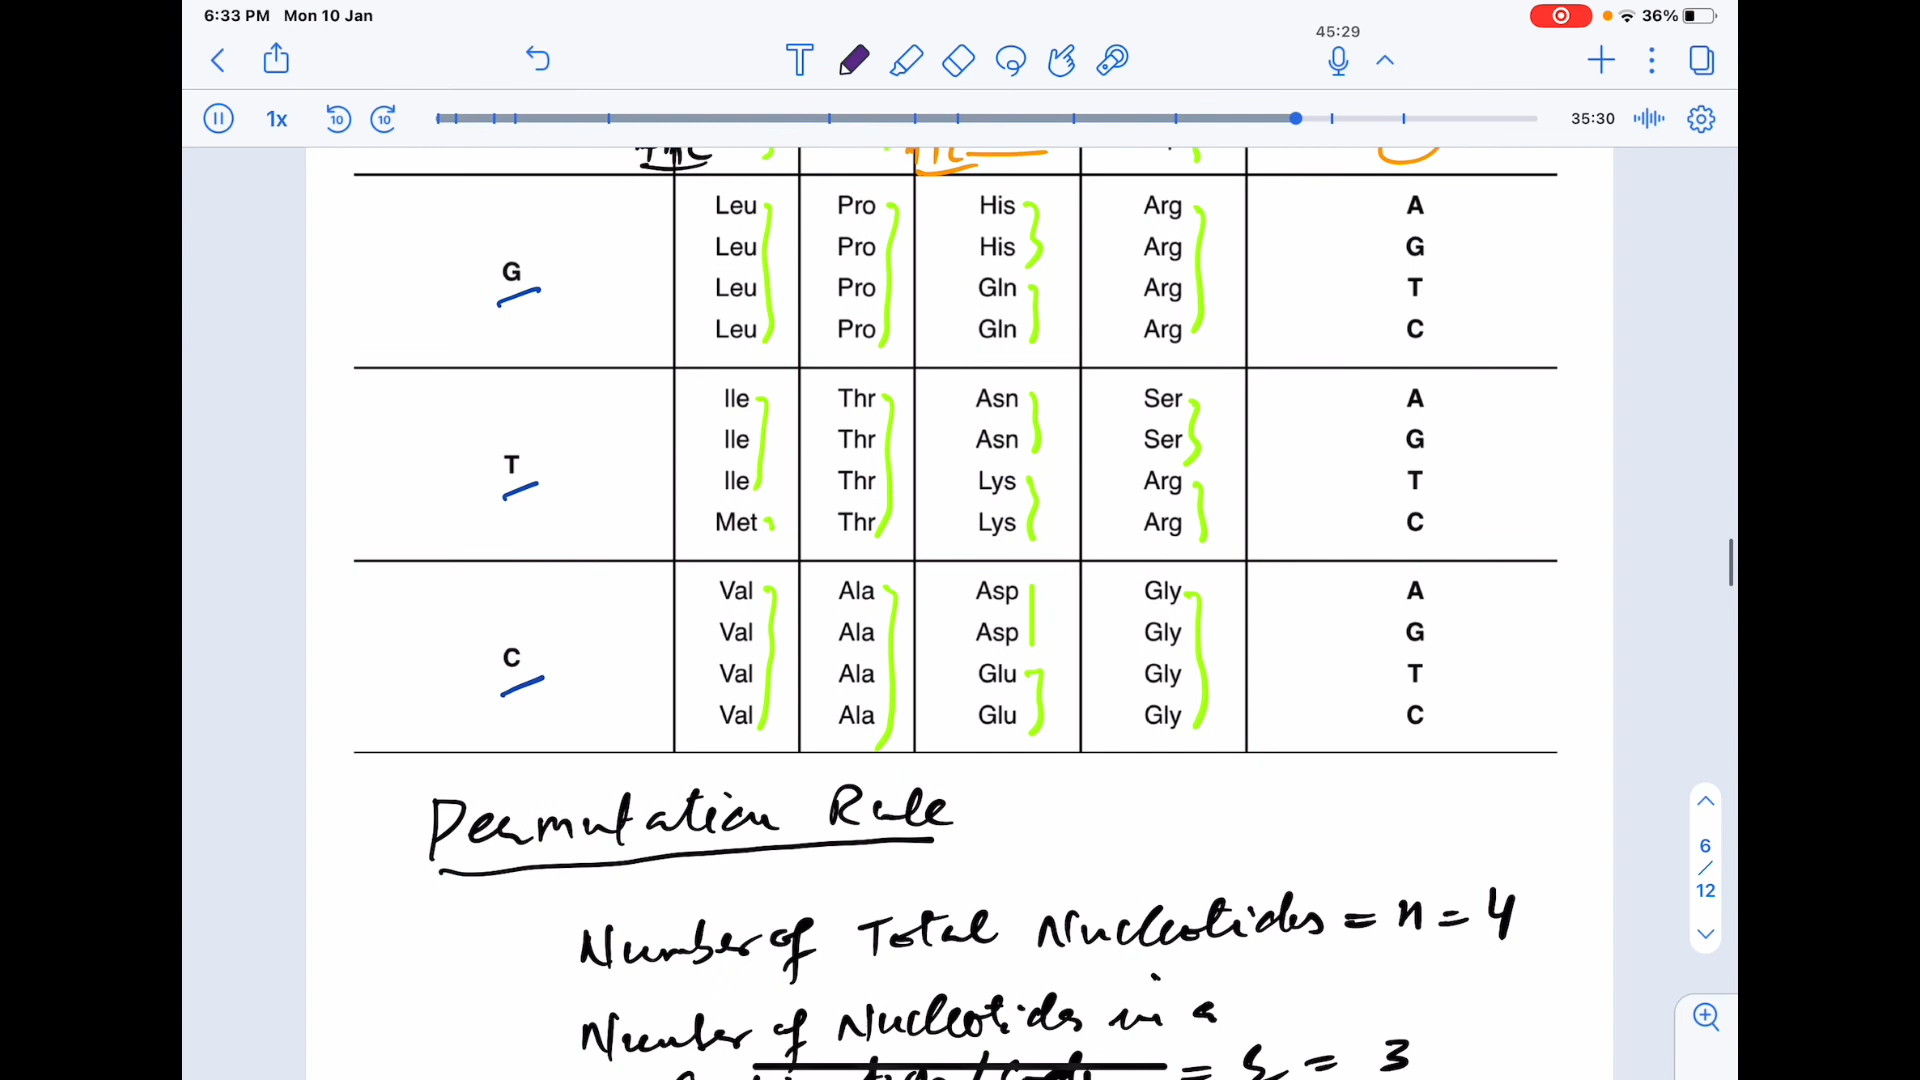 6:33 PM Mon 10 Jan 36%
45:29
T
1x 10 10 35:30
Leu Pro His Arg A
Leu Pro His Arg G
G
Leu Pro Gln Arg T
Leu Pro Gln Arg C
Ile Thr Asn Ser A
Ile Thr Asn Ser G
T
Ile Thr Lys Arg T
Met Thr Lys Arg C
Val Ala Asp Gly A
Val Ala Asp Gly G
C
Val Ala Glu Gly T
Val Ala Glu Gly C
Permutation Rule
Number of Total Nucleotides = n = 4
Number of Nucleotides in a
= 3
6
/
12